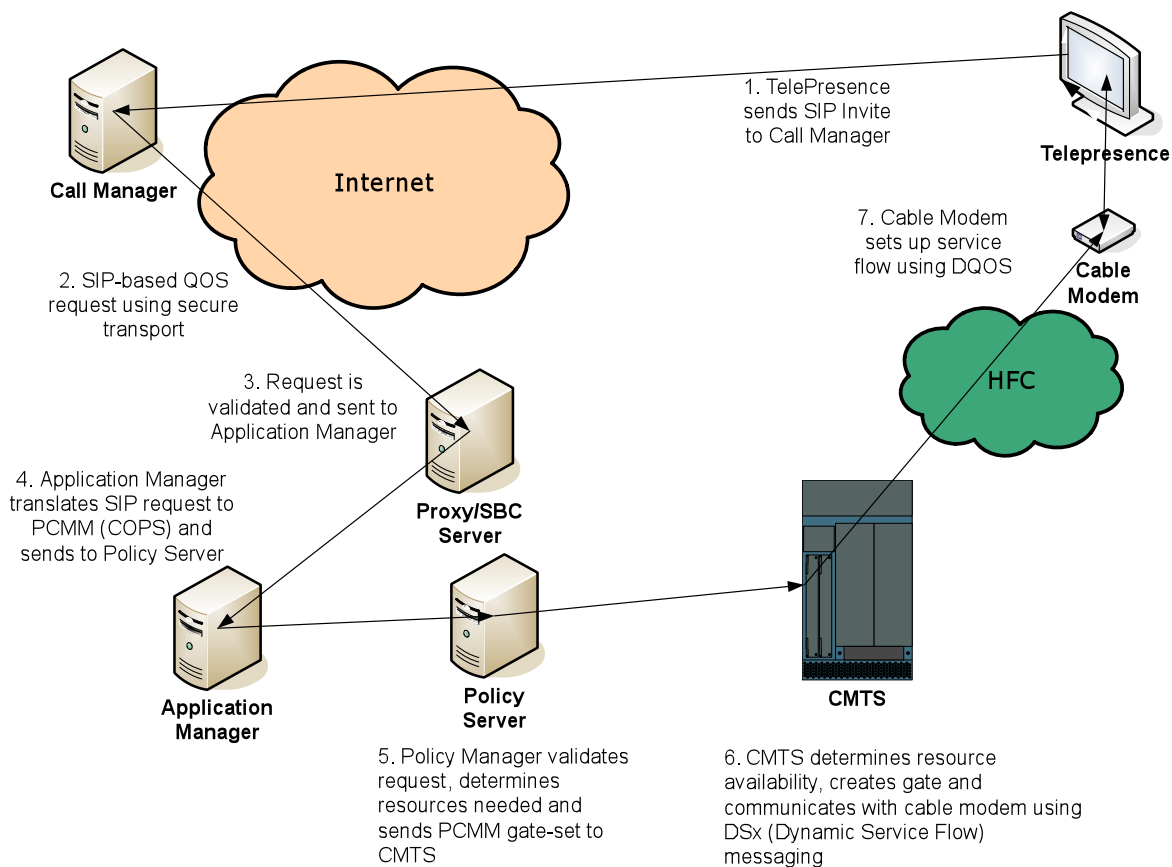 1. TelePresence
sends SIP Invite
to Call Manager
Telepresence
Call Manager
Internet
7. Cable Modem
sets up service
flow using DQOS
Cable
Modem
2. SIP-based QOS
request using secure
transport
HFC
3. Request is
validated and sent to
Application Manager
4. Application Manager
translates SIP request to
PCMM (COPS) and
sends to Policy Server
Proxy/SBC
Server
Application
Manager
Policy
Server
CMTS
5. Policy Manager validates
request, determines
resources needed and
sends PCMM gate-set to
CMTS
6. CMTS determines resource
availability, creates gate and
communicates with cable modem using
DSx (Dynamic Service Flow)
messaging